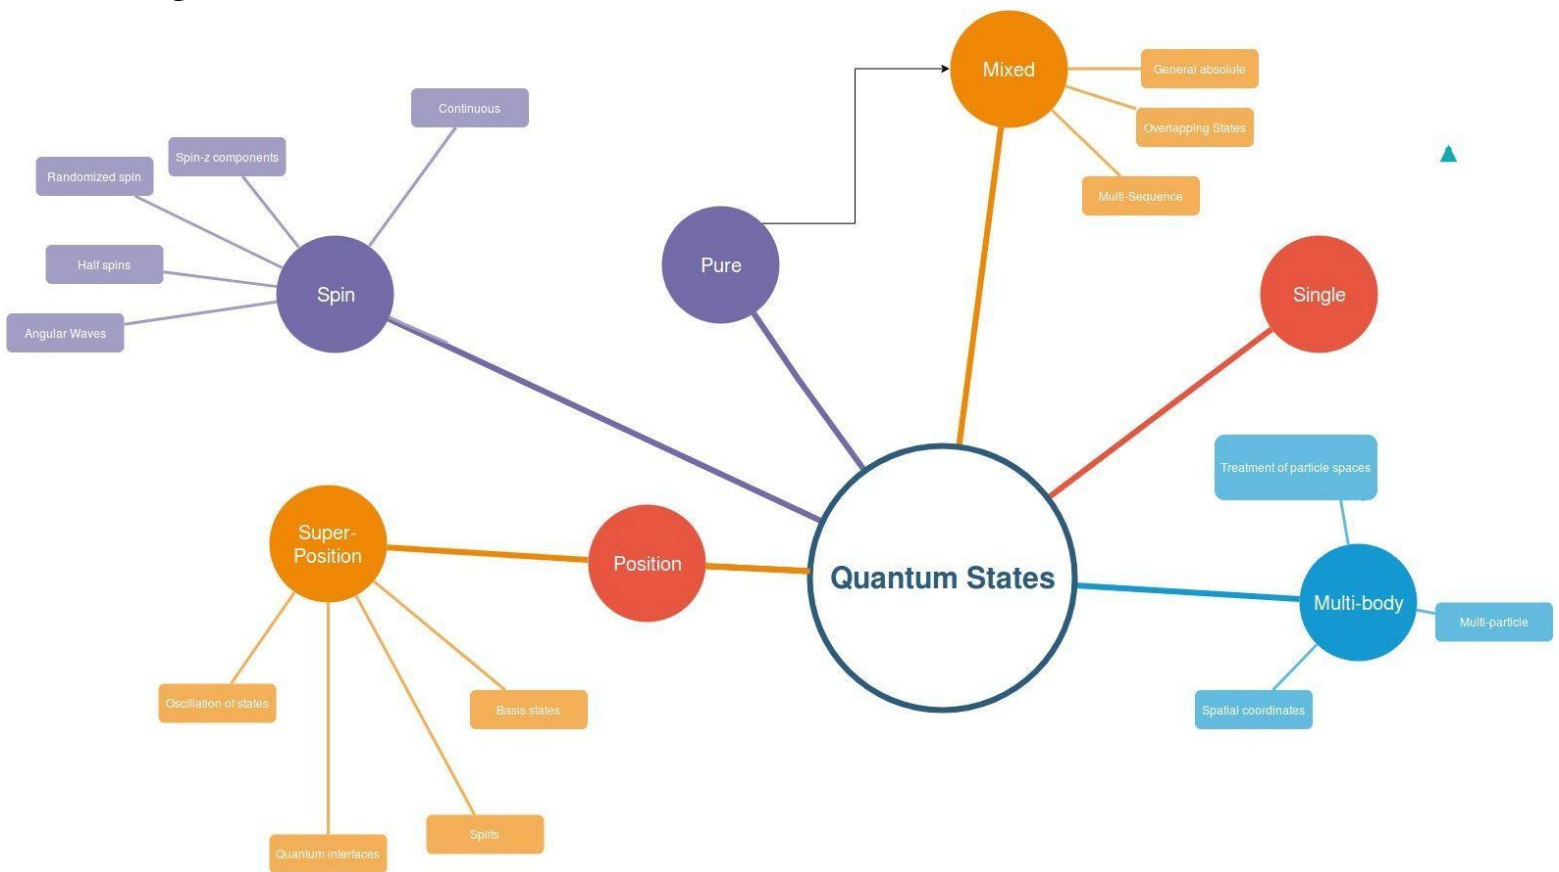 Mixed
General absolute
Overlapping States
Multi-Sequence
Continuous
Spin-z components
Randomized spin
Half spins
Angular Waves
Spin
Pure
Single
Treatment of particle spaces
Multi-body
Multi-particle
Spatial coordinates
Quantum States
Position
Super-
Position
Oscillation of states
Basis states
Splits
Quantum interfaces